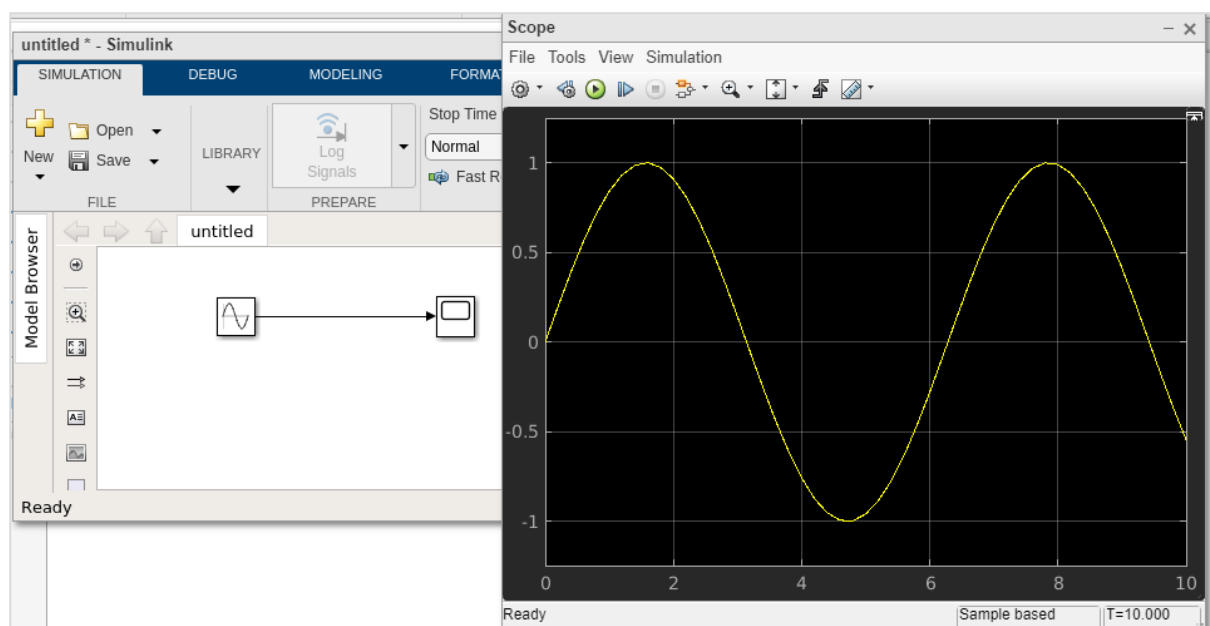 untitled * - Simulink
SIMULATION DEBUG MODELING FORMA
New
Open
Save
FILE
LIBRARY
Log
Signals
PREPARE
Stop Time
Normal
Fast R
Model Browser
untitled
Ready
Scope
File Tools View Simulation
1
0.5
0
-0.5
-1
0 2 4 6 8 10
Ready Sample based T=10.000